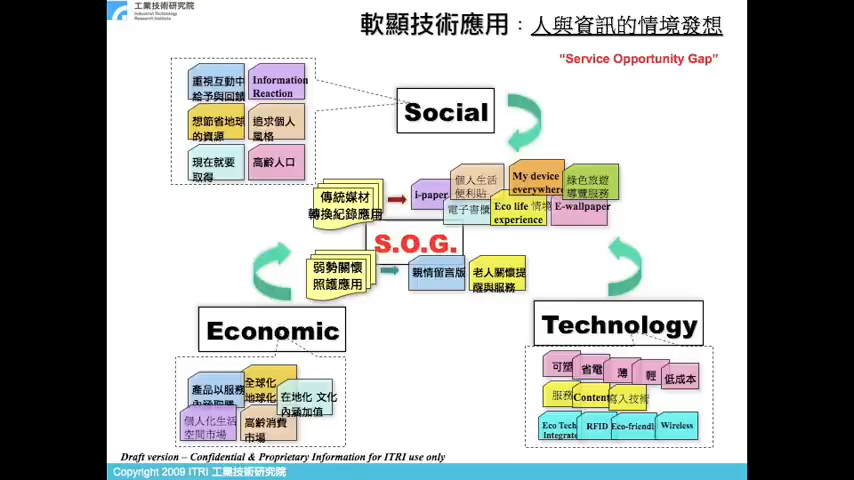 工業技術研究院
Industrial Technology
Research Institute
軟顯技術應用：人與資訊的情境發想
“Service Opportunity Gap”
重視互動中
給予與回饋
Information
Reaction
想節省地球
的資源
追求個人
風格
現在就要
取得
高齡人口
Social
傳統媒材
轉換紀錄應用
i-paper
個人生活
便利貼
My device
everywhere
綠色旅遊
導覽服務
電子書櫃
Eco life 情境
experience
E-wallpaper
S.O.G.
弱勢關懷
照護應用
親情留言版
老人關懷提
醒與服務
Economic
Technology
產品以服務
內涵取勝
全球化
地球化
在地化 文化
內涵加值
個人化生活
空間市場
高齡消費
市場
可塑
省電
薄
輕
低成本
服務
Content
寫入技術
Eco Tech
Integrate
RFID
Eco-friendly
Wireless
Draft version – Confidential & Proprietary Information for ITRI use only
Copyright 2009 ITRI 工業技術研究院